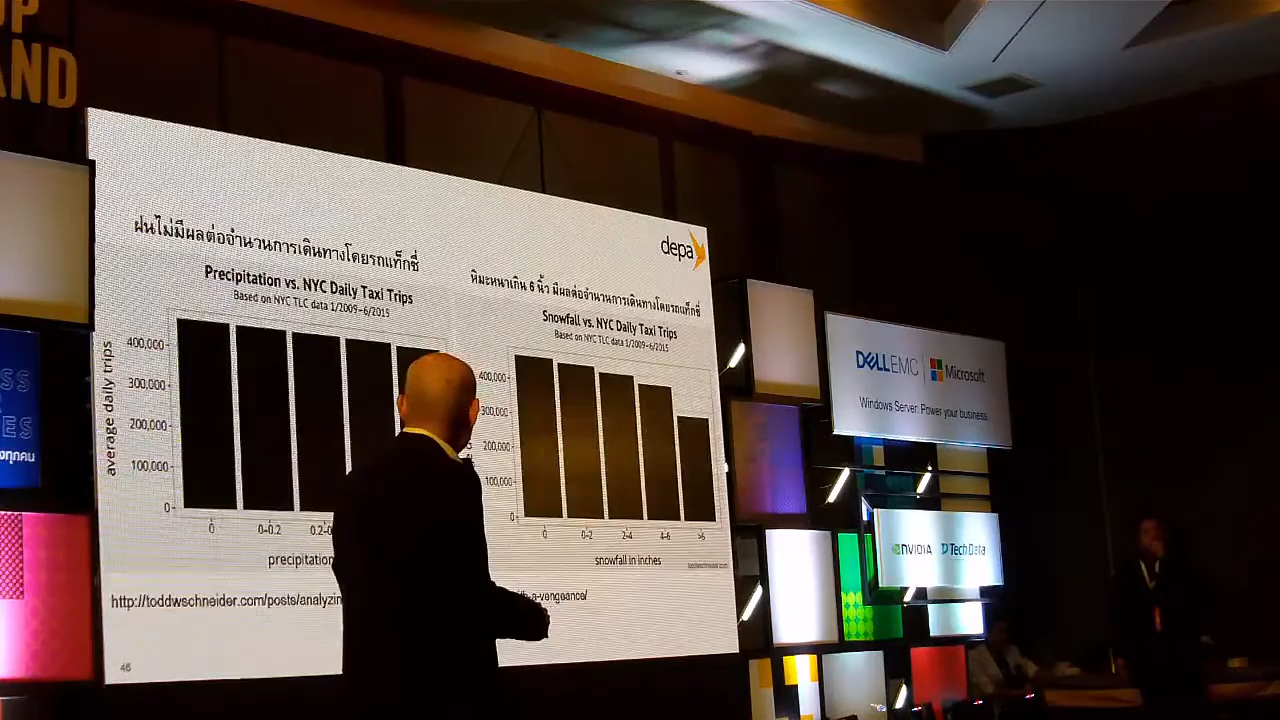 UP
AND
SS
ES
ฝนไม่มีผลต่อจำนวนการเดินทางโดยรถแท็กซี่
Precipitation vs. NYC Daily Taxi Trips
Based on NYC TLC data 1/2009–6/2015
average daily trips
400,000
300,000
200,000
100,000
0
0 0–0.2
precipitation
http://toddwschneider.com/posts/analyzin
46
depa
หิมะหนาเกิน 6 นิ้ว มีผลต่อจำนวนการเดินทางโดยรถแท็กซี่
Snowfall vs. NYC Daily Taxi Trips
Based on NYC TLC data 1/2009–6/2015
400,000
300,000
200,000
100,000
0
0 0–2 2–4 4–6 >6
snowfall in inches
toddwschneider.com
-a-vengeance/
DELL EMC Microsoft
Windows Server. Power your business.
NVIDIA Tech Data